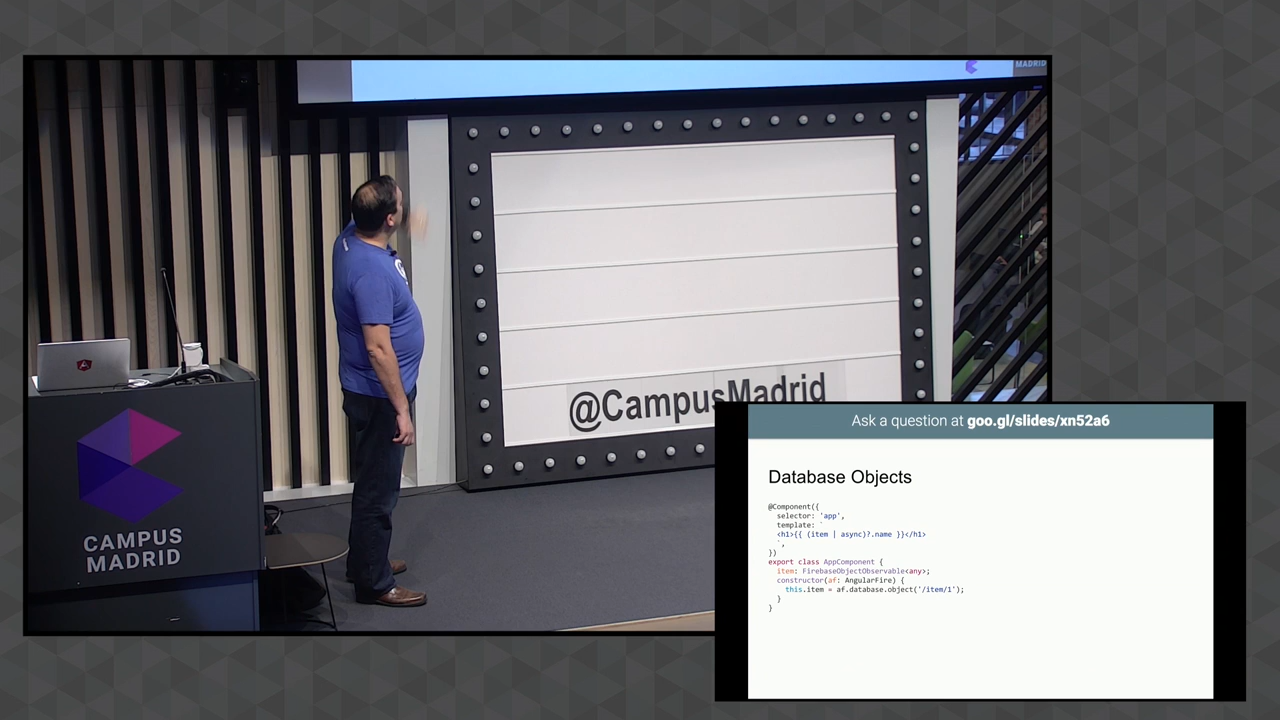 MADRID
@CampusMadrid
CAMPUS
MADRID
Ask a question at goo.gl/slides/xn52a6
Database Objects
@Component({
  selector: 'app',
  template: `
  <h1>{{ (item | async)?.name }}</h1>
  `,
})
export class AppComponent {
  item: FirebaseObjectObservable<any>;
  constructor(af: AngularFire) {
    this.item = af.database.object('/item/1');
  }
}